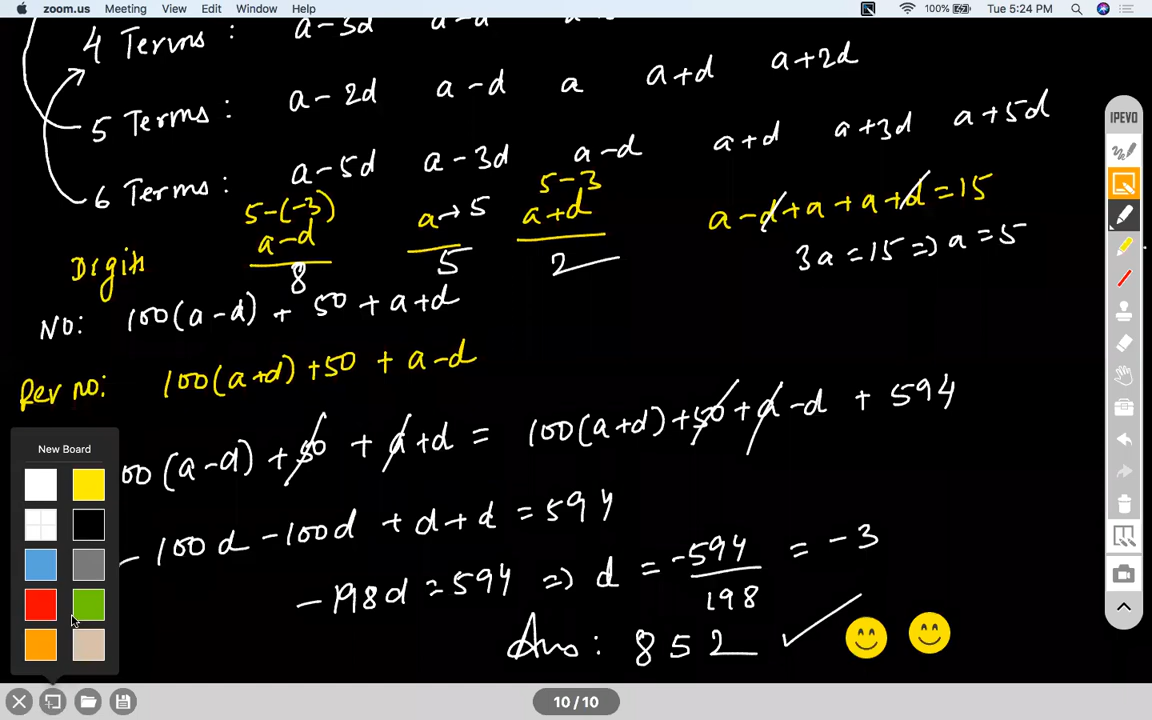 zoom.us Meeting View Edit Window Help 100% Tue 5:24 PM
4 Terms : a-3d a-d
5 Terms : a-2d a-d a a+d a+2d
6 Terms : a-5d a-3d a-d a+d a+3d a+5d
5-(-3) a→5 5-3
Digits a-d a+d a-d+a+a+d=15
8 5 2 3a=15=>a=5
No: 100(a-d) + 50 + a+d
Rev no: 100(a+d) +50 + a-d
00(a-d) + 50 + a+d = 100(a+d)+50+a-d + 594
-100d -100d +d+d = 594
-198d = 594 => d = -594/198 = -3
Ans: 852
IPEVO
New Board
10/10